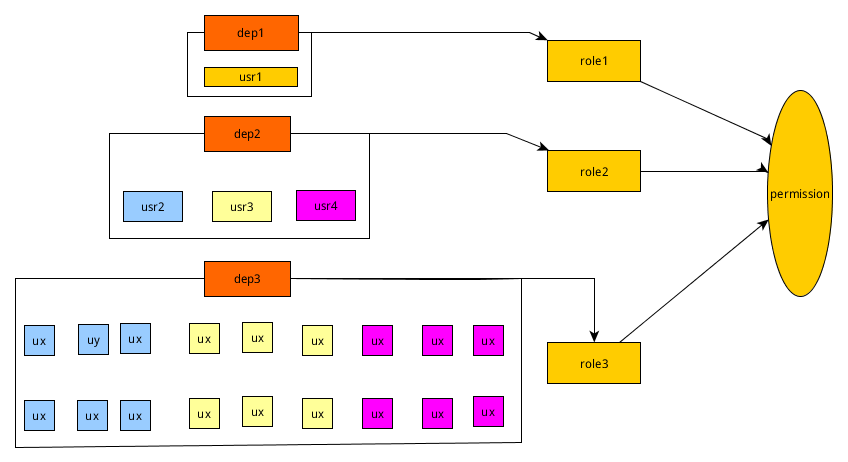 dep1
role1
usr1
dep2
role2
permission
usr2 usr3 usr4
dep3
ux uy ux ux ux ux ux ux ux
role3
ux ux ux ux ux ux ux ux ux